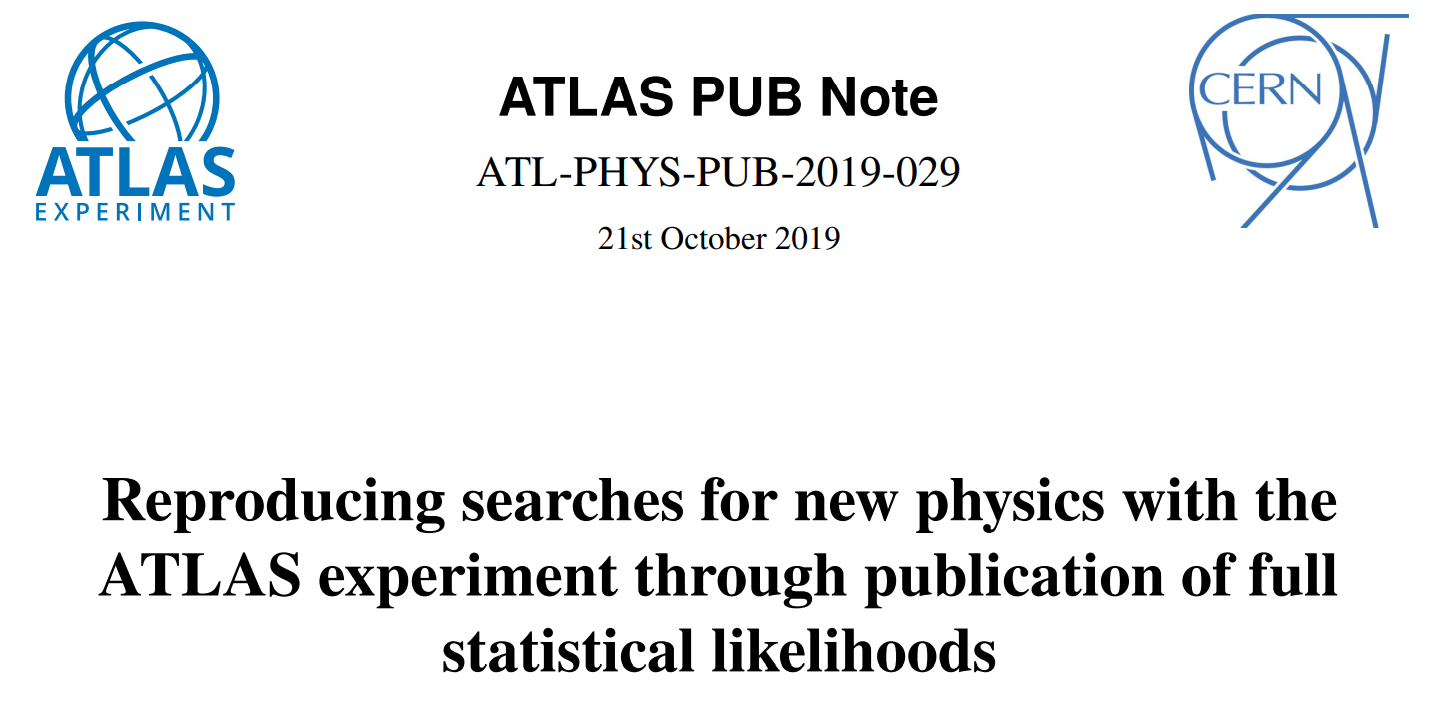 ATLAS
EXPERIMENT
ATLAS PUB Note
ATL-PHYS-PUB-2019-029
21st October 2019
CERN
Reproducing searches for new physics with the
ATLAS experiment through publication of full
statistical likelihoods